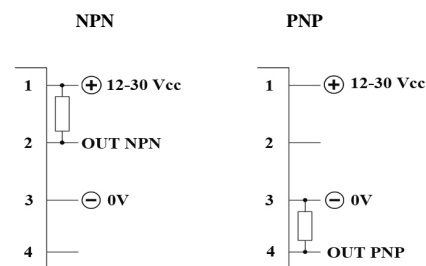 NPN PNP
1 + 12-30 Vcc 1 + 12-30 Vcc
2 OUT NPN 2
3 − 0V 3 − 0V
4 4 OUT PNP